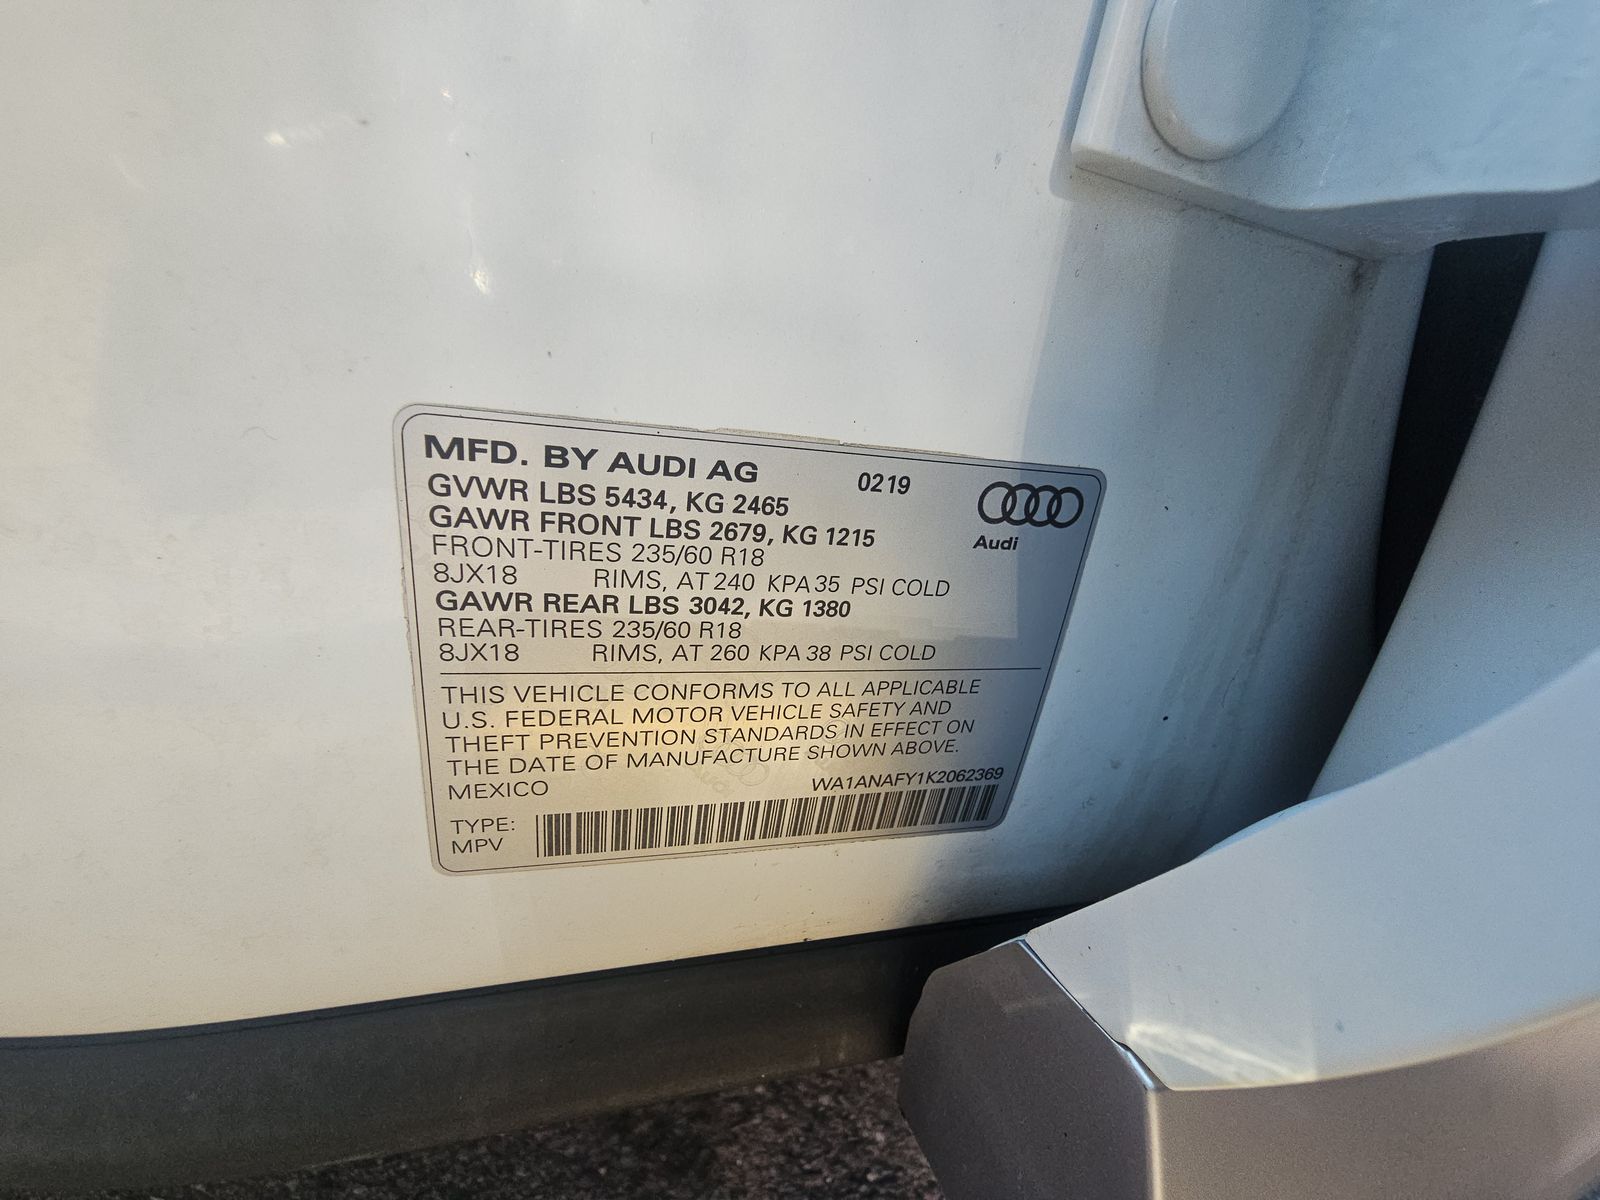 MFD. BY AUDI AG 0219
GVWR LBS 5434, KG 2465
GAWR FRONT LBS 2679, KG 1215
Audi
FRONT-TIRES 235/60 R18
8JX18 RIMS, AT 240 KPA 35 PSI COLD
GAWR REAR LBS 3042, KG 1380
REAR-TIRES 235/60 R18
8JX18 RIMS, AT 260 KPA 38 PSI COLD
THIS VEHICLE CONFORMS TO ALL APPLICABLE
U.S. FEDERAL MOTOR VEHICLE SAFETY AND
THEFT PREVENTION STANDARDS IN EFFECT ON
THE DATE OF MANUFACTURE SHOWN ABOVE.
MEXICO WA1ANAFY1K2062369
TYPE:
MPV